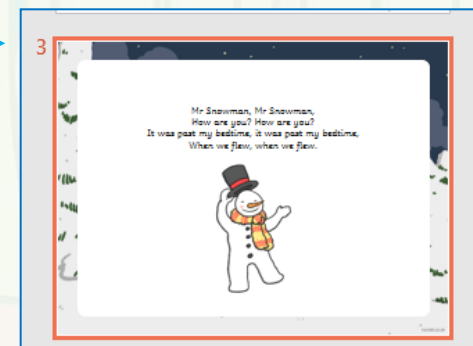 3
Mr Snowman, Mr Snowman,
How are you? How are you?
It was past my bedtime, it was past my bedtime,
When we flew, when we flew.